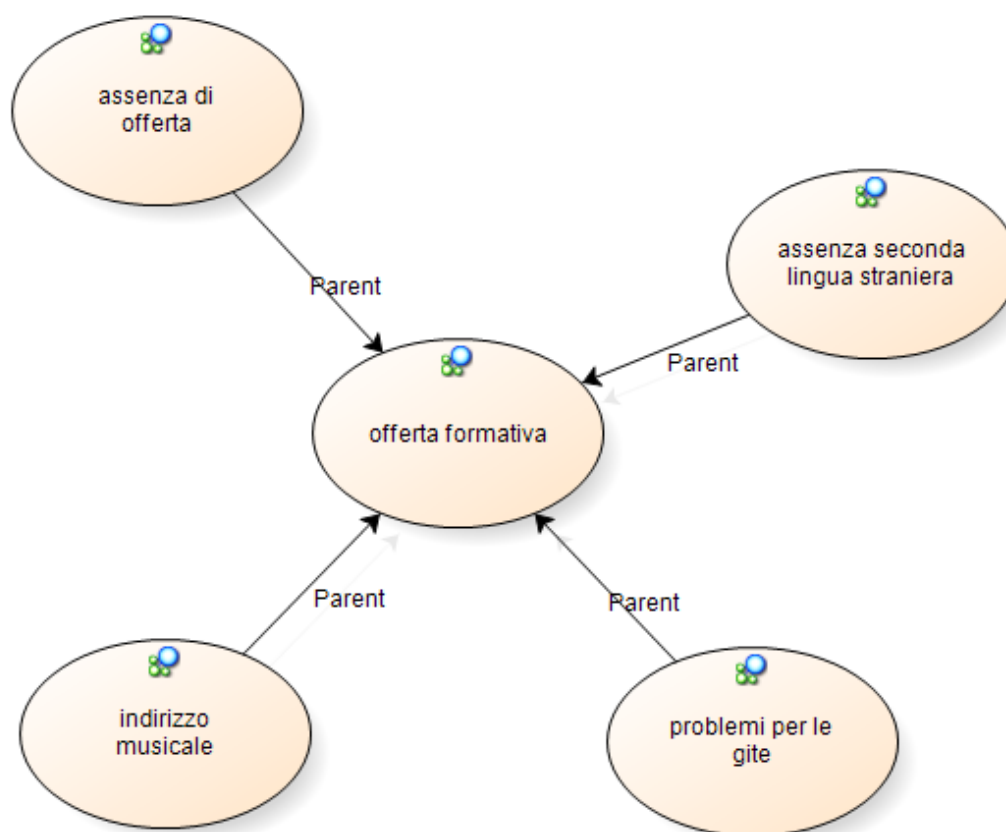 assenza di
offerta
assenza seconda
lingua straniera
Parent
Parent
offerta formativa
Parent
Parent
indirizzo
musicale
problemi per le
gite